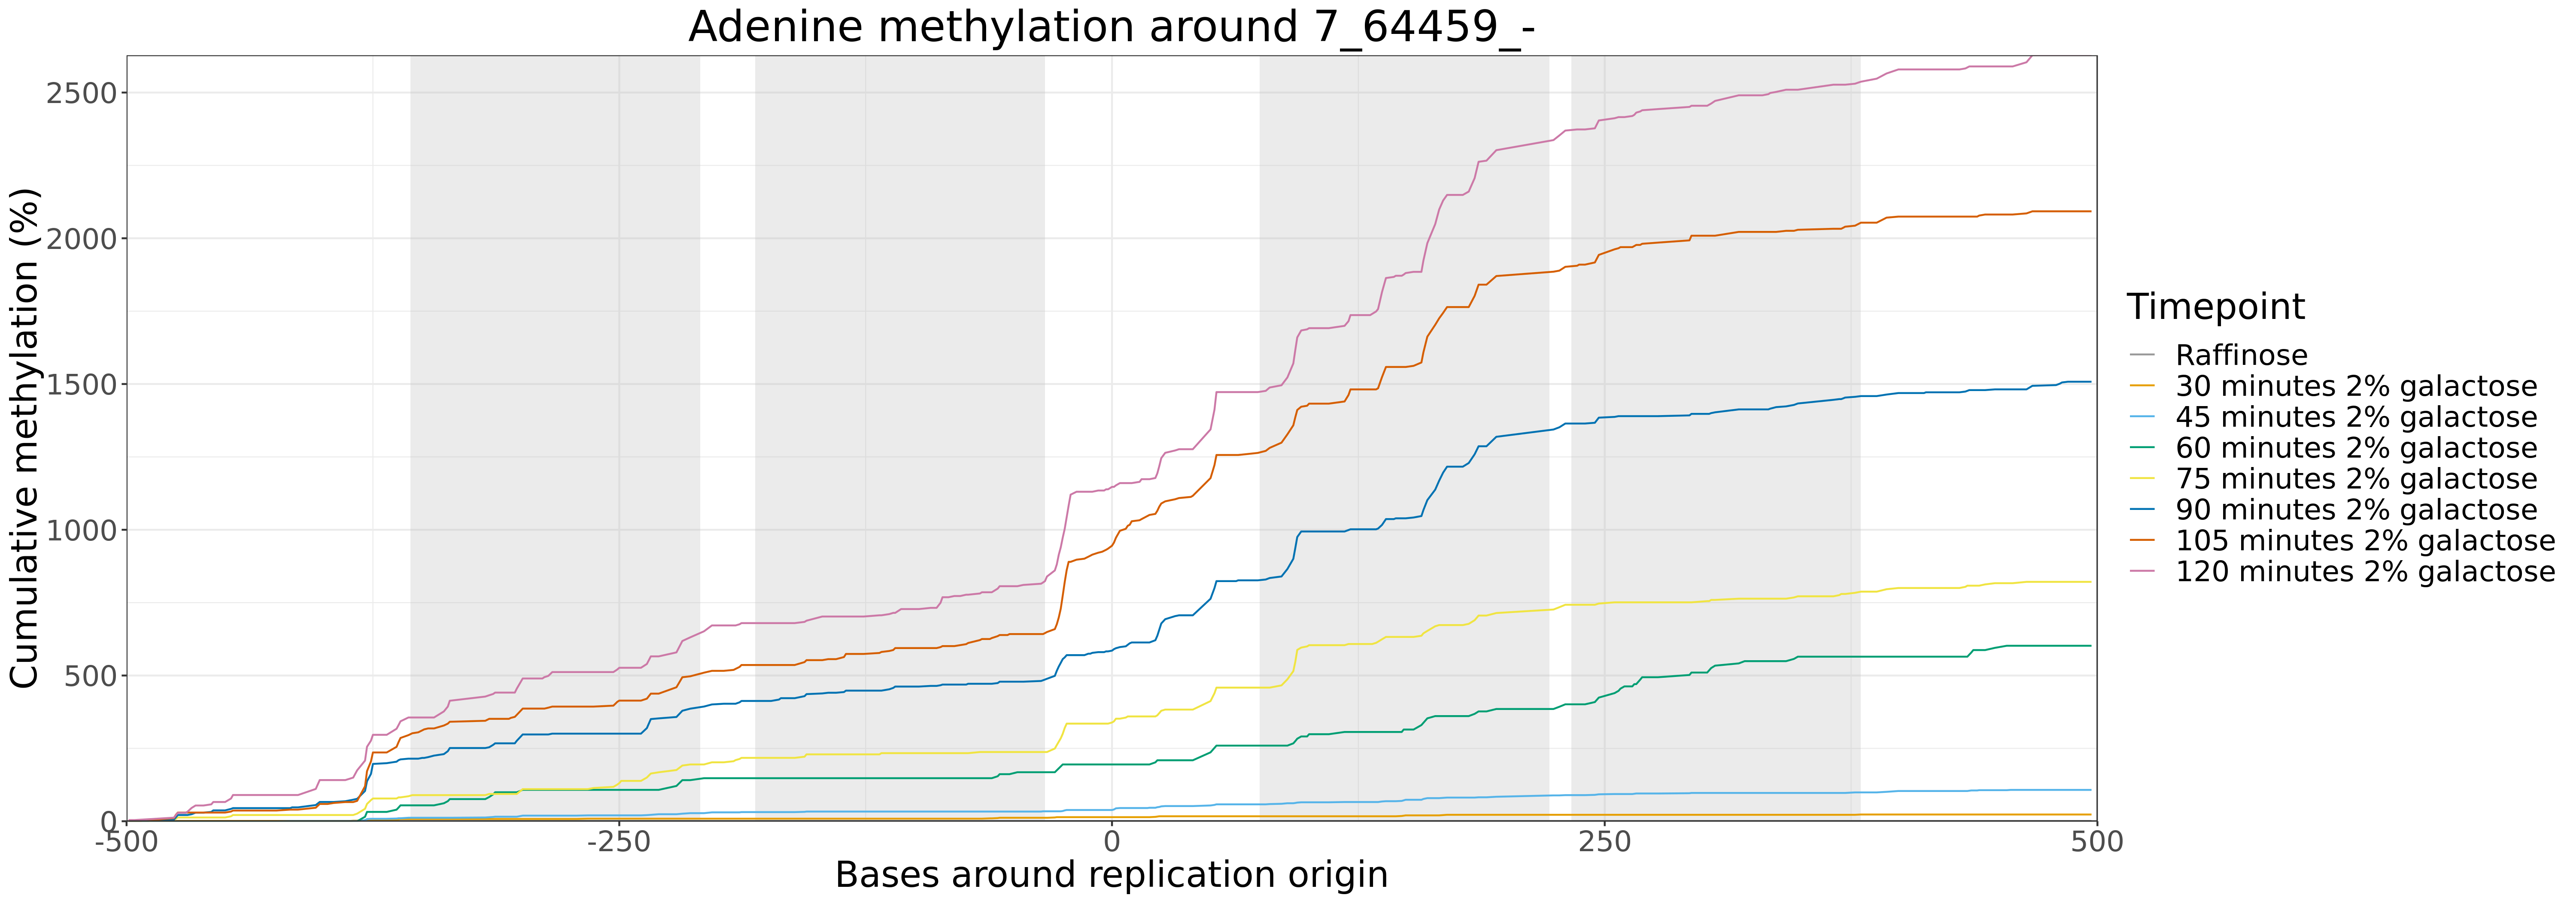 Adenine methylation around 7_64459_-
Cumulative methylation (%)
2500
2000
1500
1000
500
0
-500
-250
0
250
500
Bases around replication origin
Timepoint
Raffinose
30 minutes 2% galactose
45 minutes 2% galactose
60 minutes 2% galactose
75 minutes 2% galactose
90 minutes 2% galactose
105 minutes 2% galactose
120 minutes 2% galactose